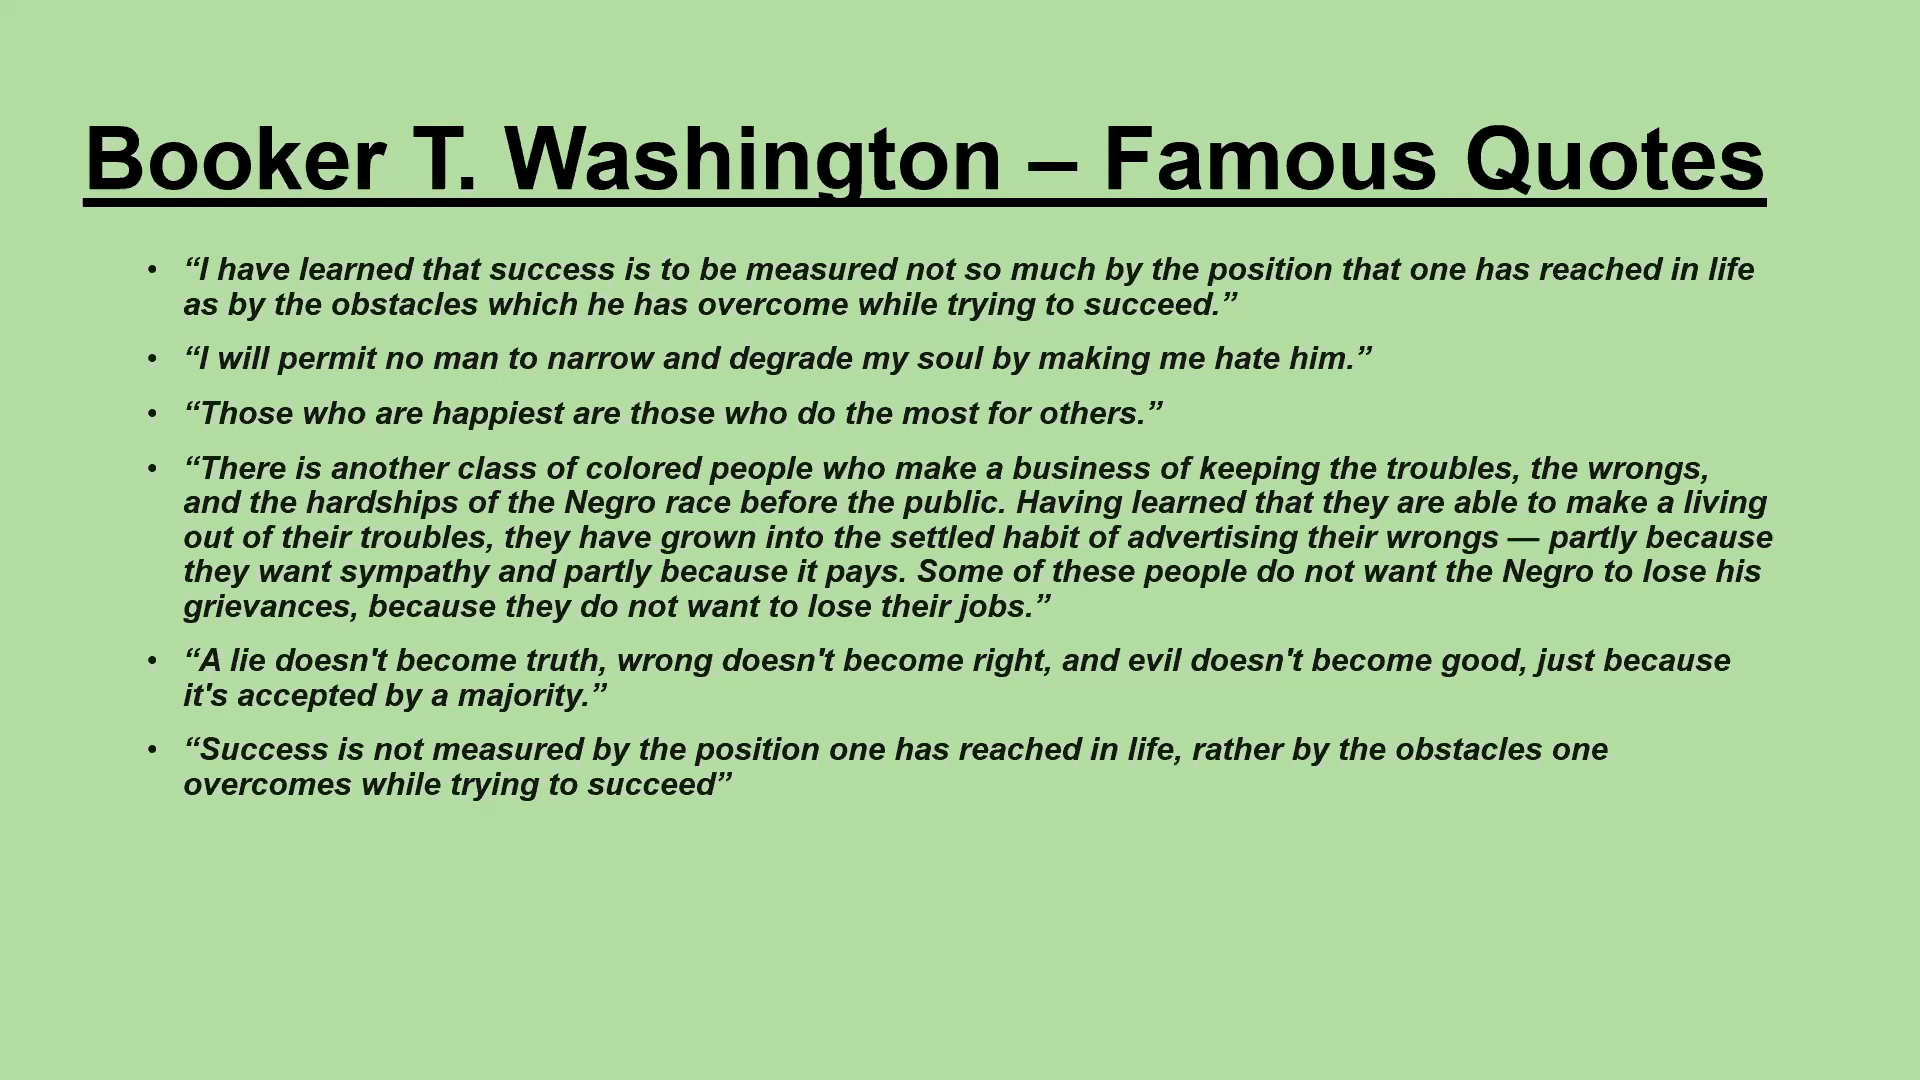 Booker T. Washington – Famous Quotes
• “I have learned that success is to be measured not so much by the position that one has reached in life
as by the obstacles which he has overcome while trying to succeed.”
• “I will permit no man to narrow and degrade my soul by making me hate him.”
• “Those who are happiest are those who do the most for others.”
• “There is another class of colored people who make a business of keeping the troubles, the wrongs,
and the hardships of the Negro race before the public. Having learned that they are able to make a living
out of their troubles, they have grown into the settled habit of advertising their wrongs — partly because
they want sympathy and partly because it pays. Some of these people do not want the Negro to lose his
grievances, because they do not want to lose their jobs.”
• “A lie doesn't become truth, wrong doesn't become right, and evil doesn't become good, just because
it's accepted by a majority.”
• “Success is not measured by the position one has reached in life, rather by the obstacles one
overcomes while trying to succeed”